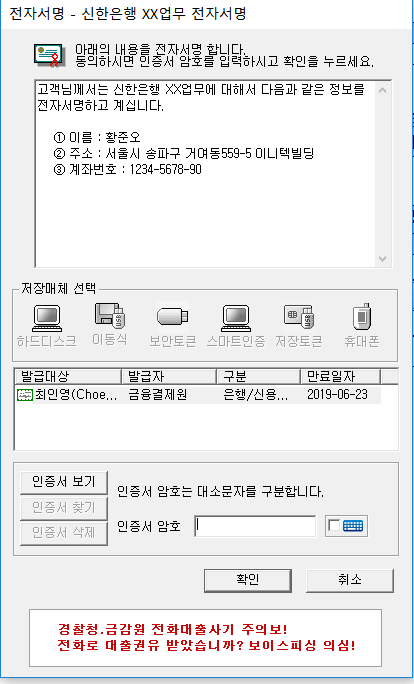 전자서명 - 신한은행 XX업무 전자서명
아래의 내용을 전자서명 합니다.
동의하시면 인증서 암호를 입력하시고 확인을 누르세요.
고객님께서는 신한은행 XX업무에 대해서 다음과 같은 정보를
전자서명하고 계십니다.
① 이름 : 황준오
② 주소 : 서울시 송파구 거여동559-5 이니텍빌딩
③ 계좌번호 : 1234-5678-90
저장매체 선택
하드디스크 이동식 보안토큰 스마트인증 저장토큰 휴대폰
발급대상 발급자 구분 만료일자
최인영(Choe... 금융결제원 은행/신용... 2019-06-23
인증서 보기
인증서 암호는 대소문자를 구분합니다.
인증서 찾기
인증서 암호
인증서 삭제
확인 취소
경찰청.금감원 전화대출사기 주의보!
전화로 대출권유 받았습니까? 보이스피싱 의심!